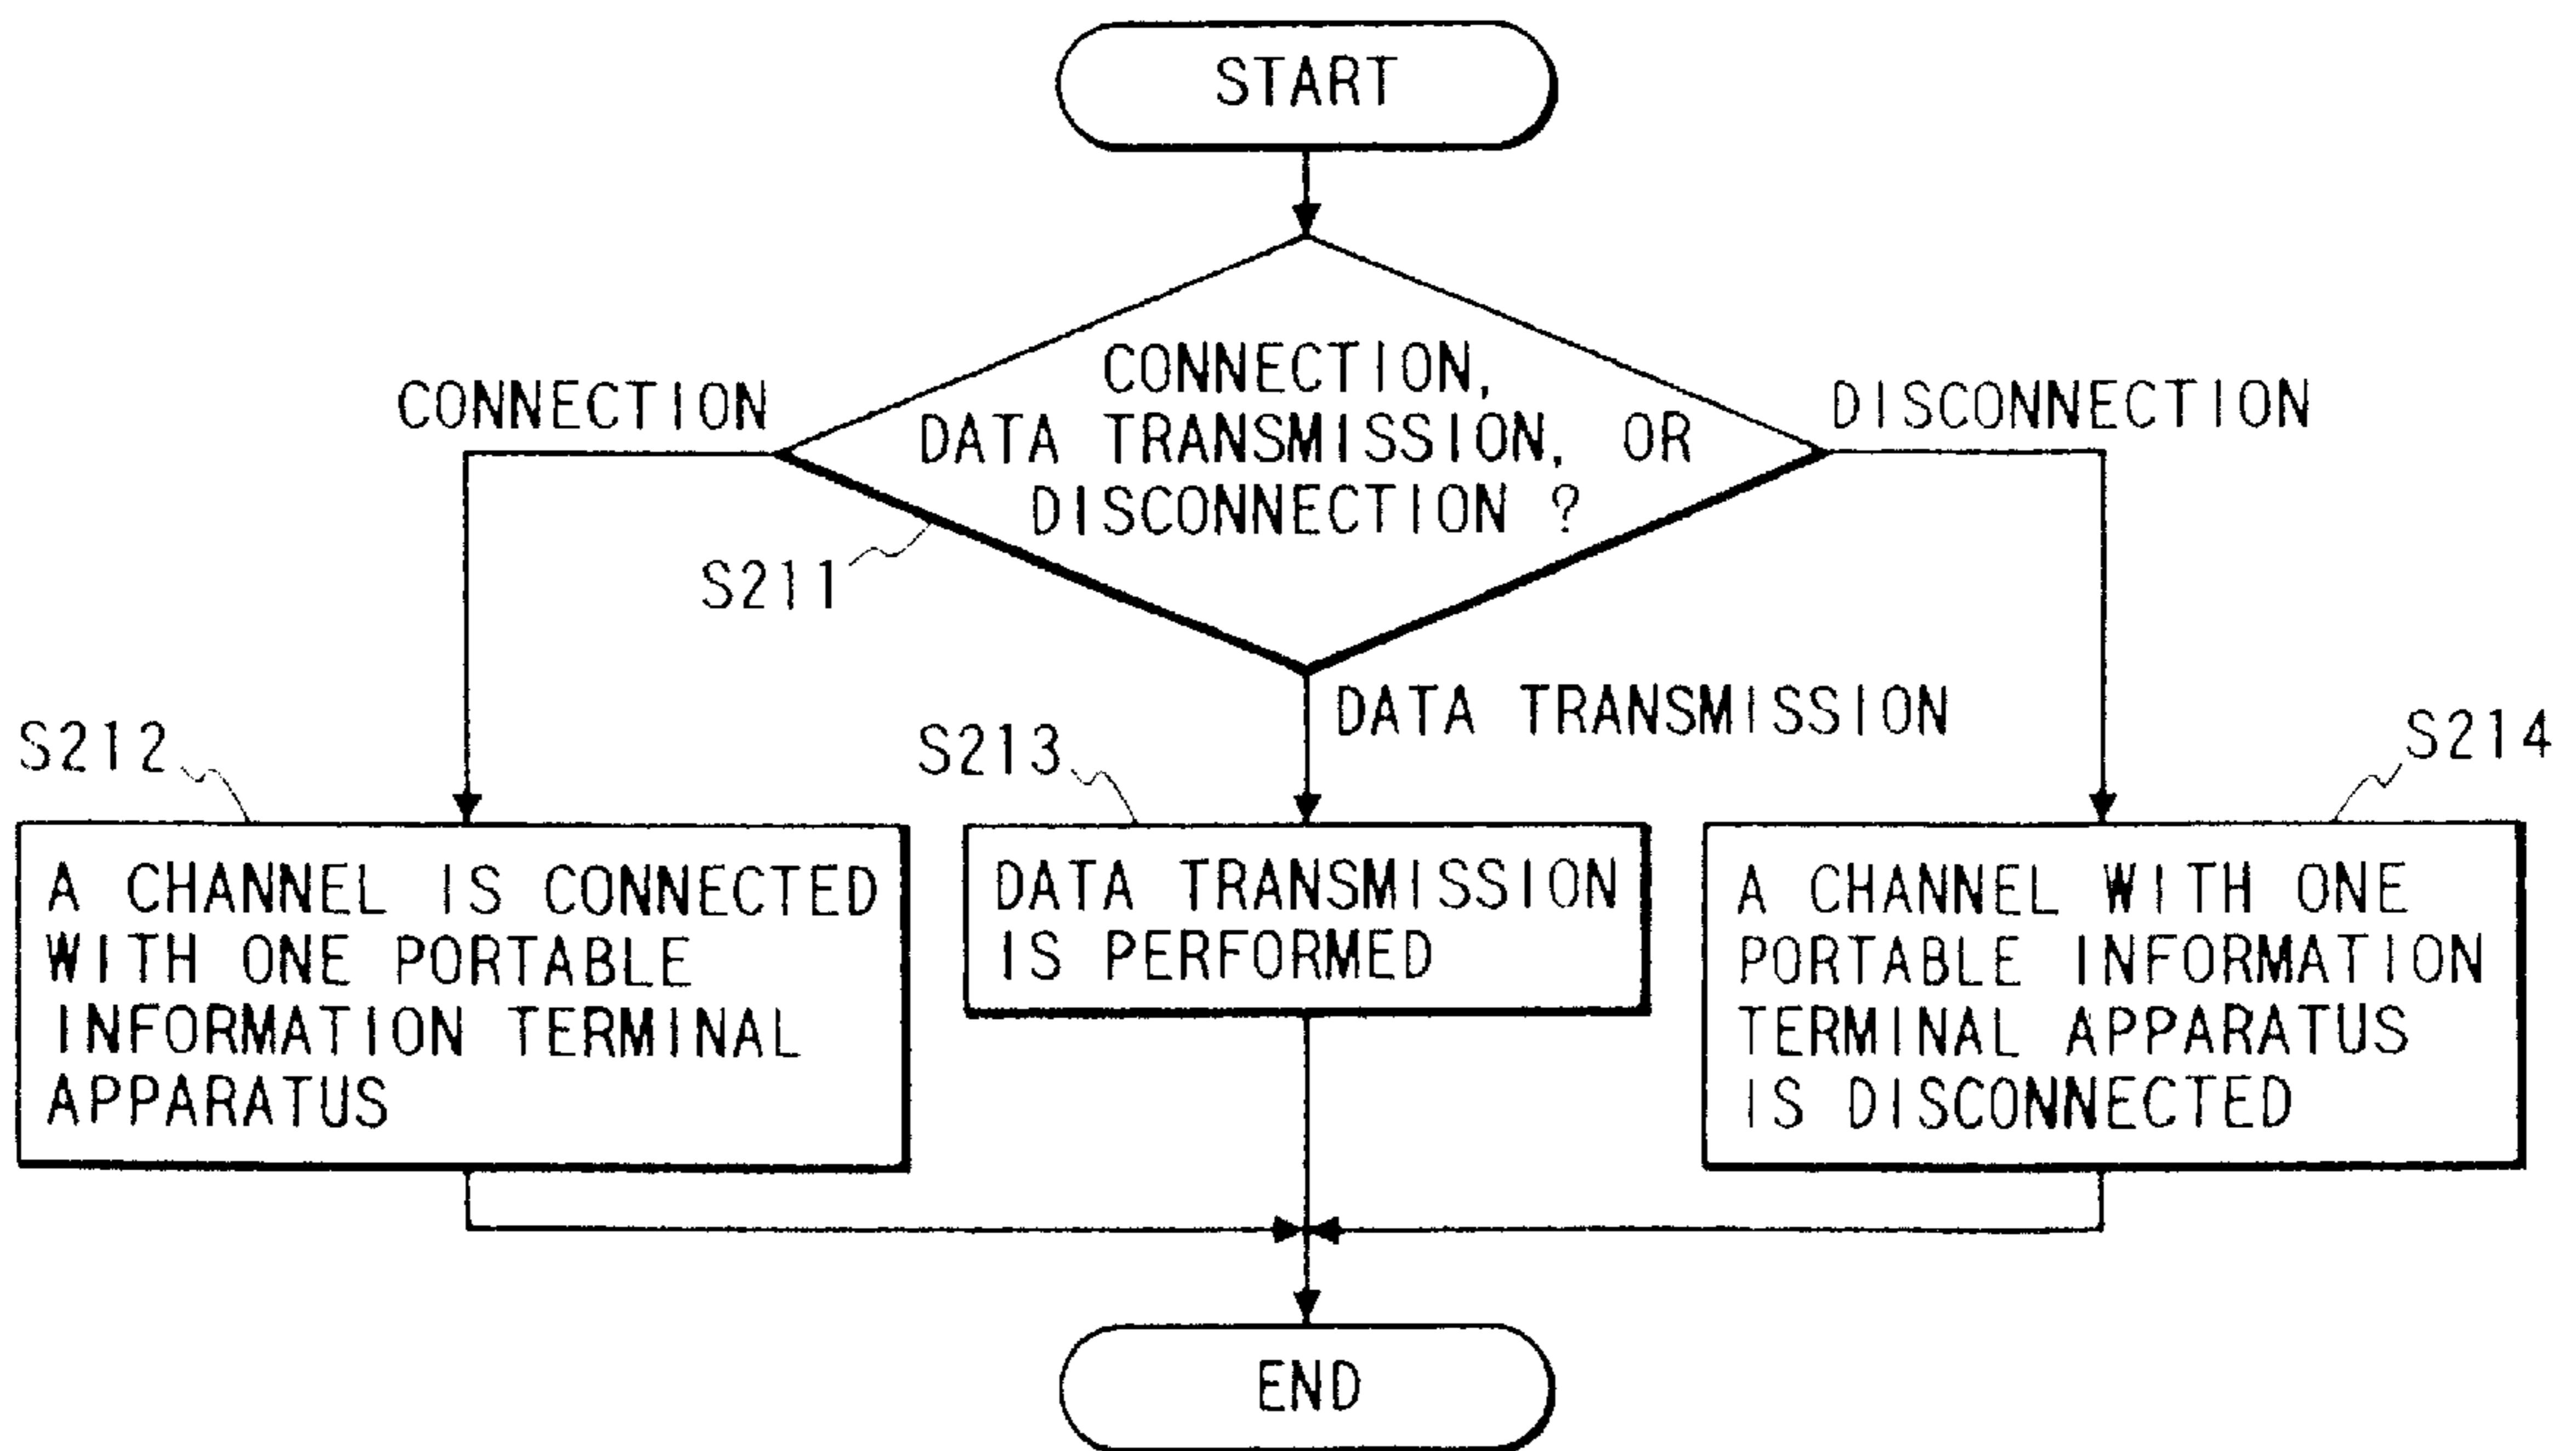 START
CONNECTION,
DATA TRANSMISSION, OR
DISCONNECTION ?
CONNECTION
DISCONNECTION
S211
DATA TRANSMISSION
S212
A CHANNEL IS CONNECTED
WITH ONE PORTABLE
INFORMATION TERMINAL
APPARATUS
S213
DATA TRANSMISSION
IS PERFORMED
S214
A CHANNEL WITH ONE
PORTABLE INFORMATION
TERMINAL APPARATUS
IS DISCONNECTED
END